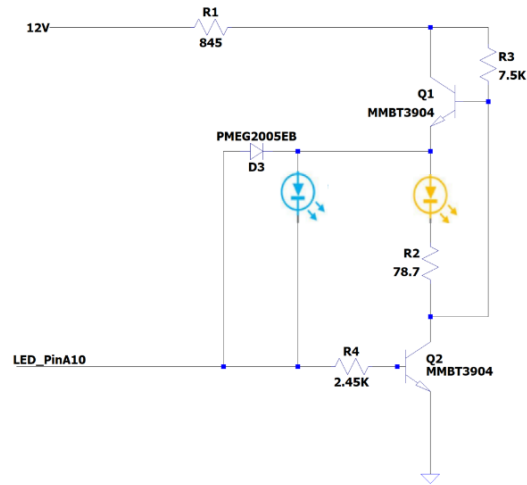 R1
12V
845
R3
7.5K
Q1
MMBT3904
PMEG2005EB
D3
R2
78.7
LED_PinA10
R4
2.45K
Q2
MMBT3904